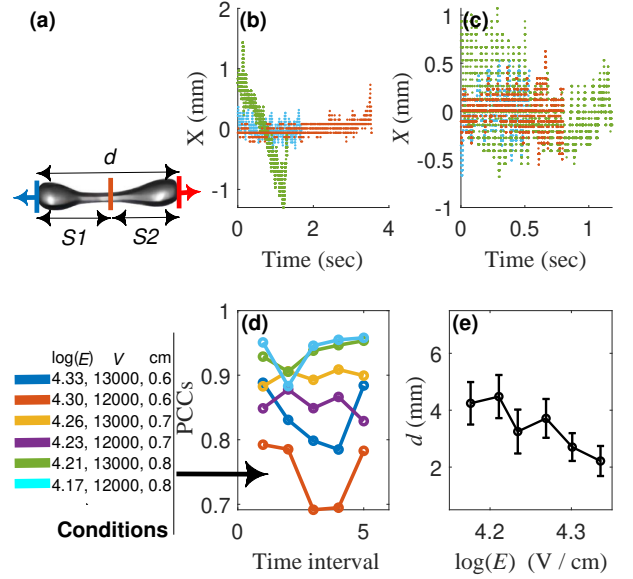 (a)
d
S1
S2
(b)
X (mm)
2
1
0
-1
0
2
4
Time (sec)
(c)
X (mm)
1
0.5
0
-0.5
-1
0
0.5
1
Time (sec)
log(E) V cm
4.33, 13000, 0.6
4.30, 12000, 0.6
4.26, 13000, 0.7
4.23, 12000, 0.7
4.21, 13000, 0.8
4.17, 12000, 0.8
.
Conditions
(d)
PCCs
1
0.9
0.8
0.7
0
5
Time interval
(e)
d (mm)
6
4
2
4.2
4.3
log(E) (V / cm)